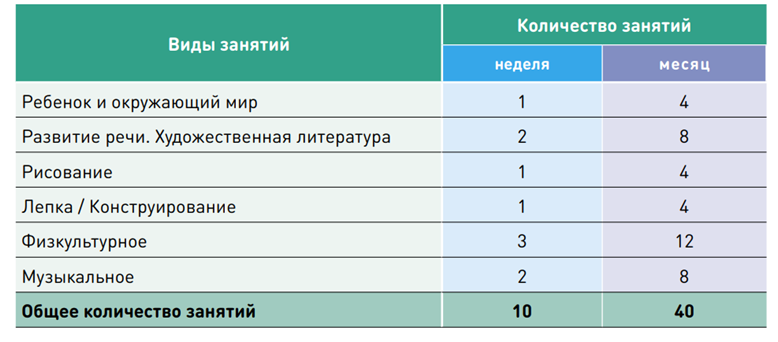 Виды занятий
Количество занятий
неделя месяц
Ребенок и окружающий мир 1 4
Развитие речи. Художественная литература 2 8
Рисование 1 4
Лепка / Конструирование 1 4
Физкультурное 3 12
Музыкальное 2 8
Общее количество занятий 10 40